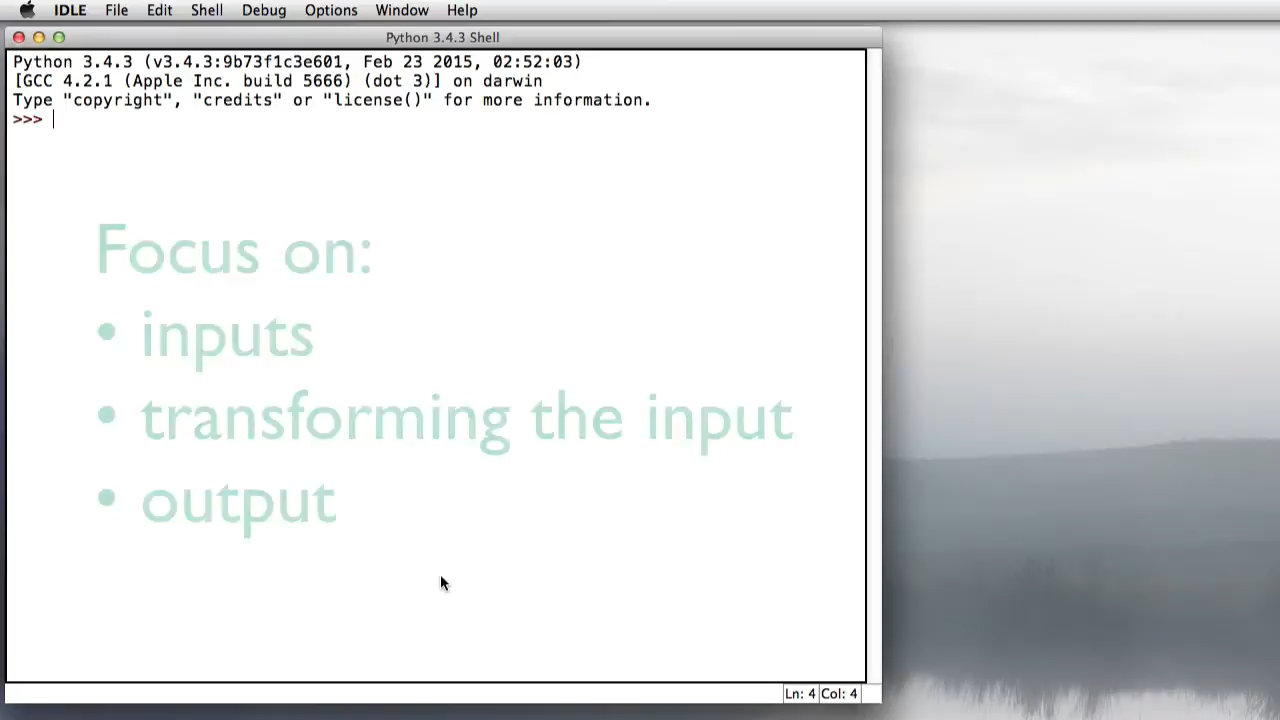 IDLE File Edit Shell Debug Options Window Help
Python 3.4.3 Shell
Python 3.4.3 (v3.4.3:9b73f1c3e601, Feb 23 2015, 02:52:03)
[GCC 4.2.1 (Apple Inc. build 5666) (dot 3)] on darwin
Type "copyright", "credits" or "license()" for more information.
>>>
Focus on:
• inputs
• transforming the input
• output
Ln: 4 Col: 4